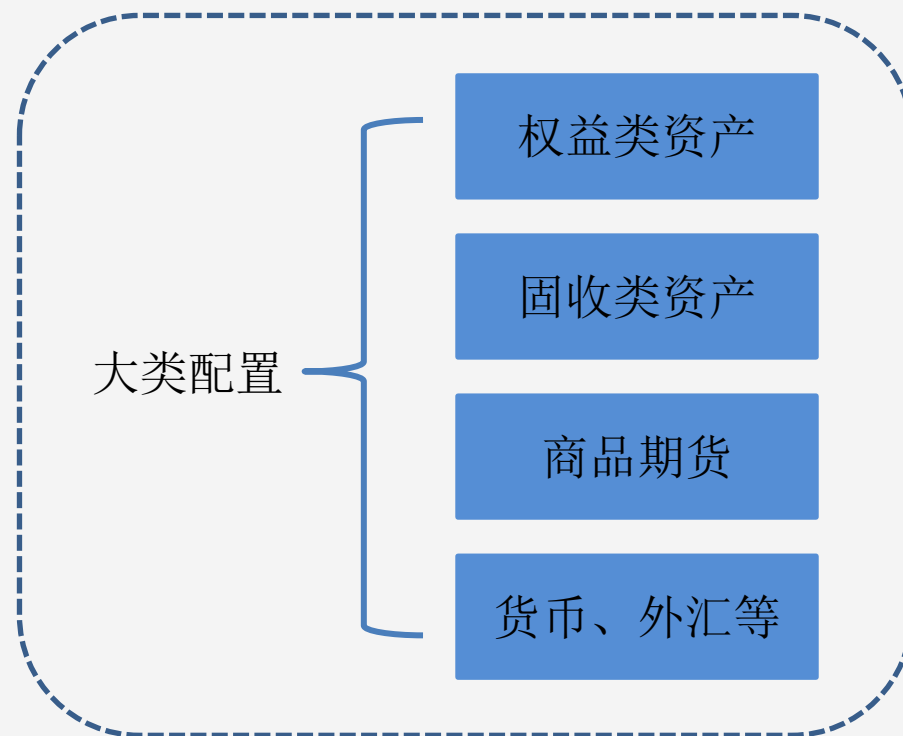 权益类资产
固收类资产
大类配置
商品期货
货币、外汇等